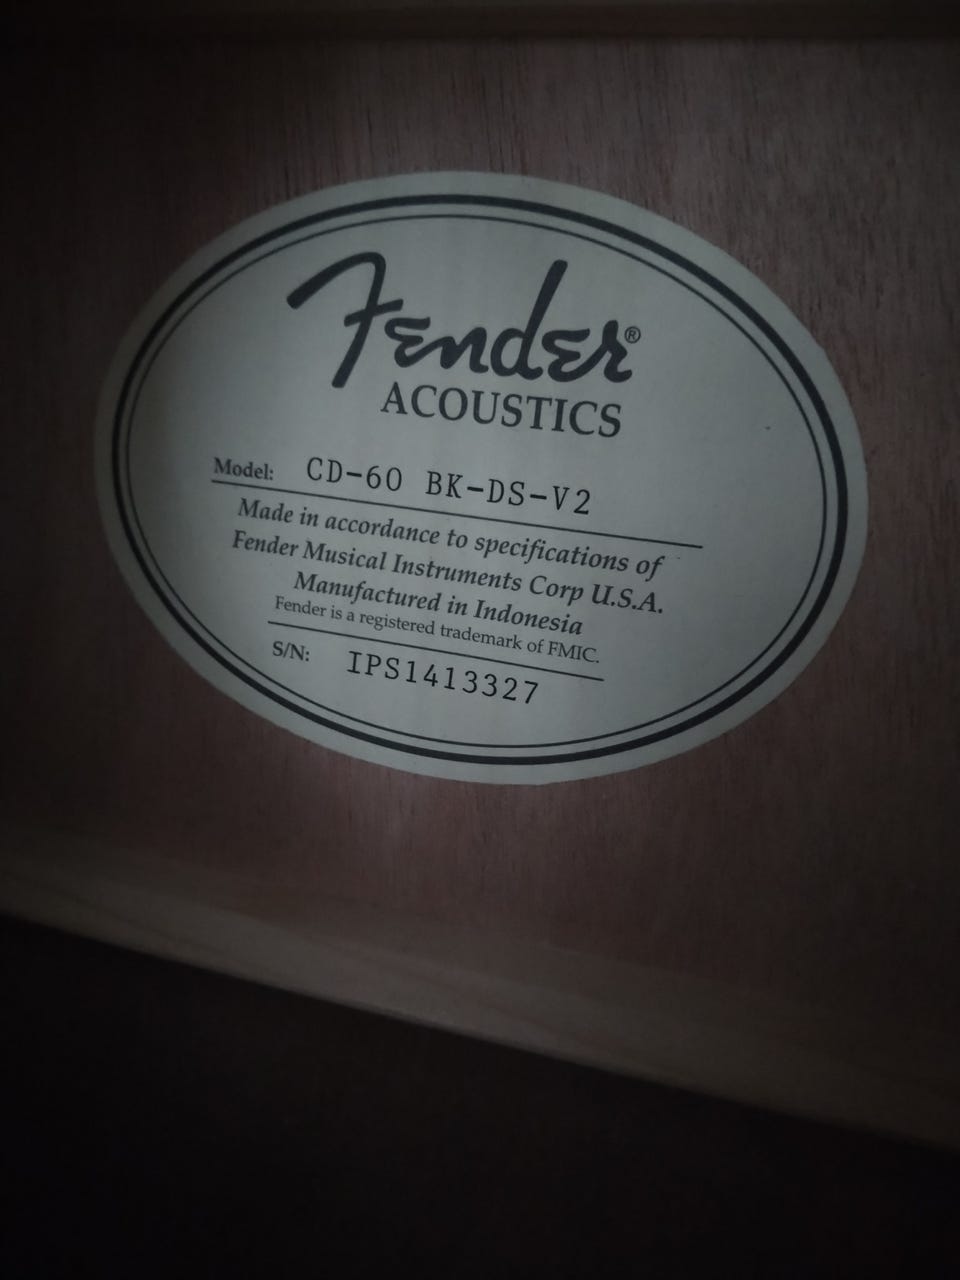 Fender®
ACOUSTICS
Model: CD-60 BK-DS-V2
Made in accordance to specifications of
Fender Musical Instruments Corp U.S.A.
Manufactured in Indonesia
Fender is a registered trademark of FMIC.
S/N: IPS1413327